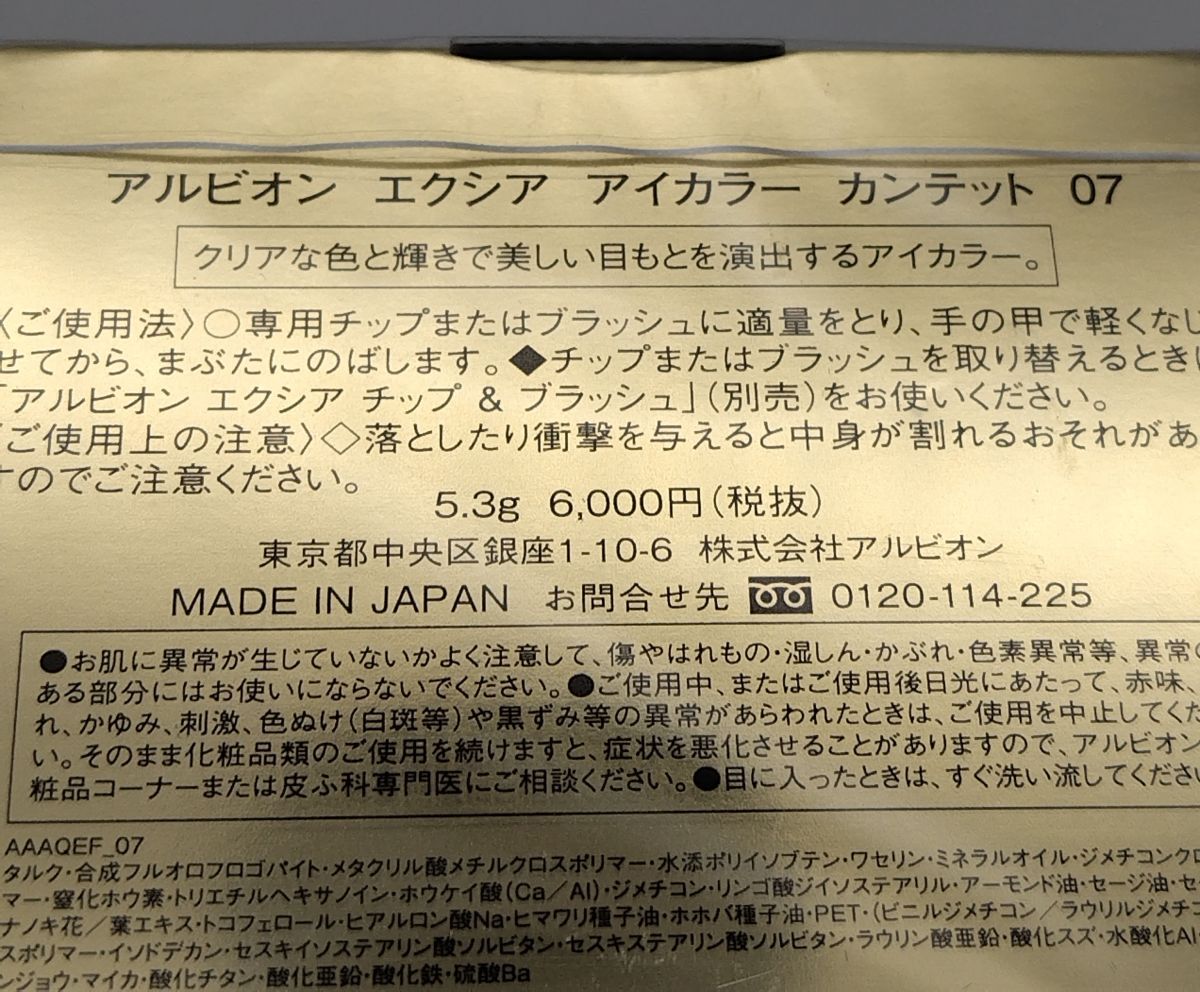 アルビオン エクシア アイカラー カンテット 07
クリアな色と輝きで美しい目もとを演出するアイカラー。
〈ご使用法〉○専用チップまたはブラッシュに適量をとり、手の甲で軽くなじ
せてから、まぶたにのばします。◆チップまたはブラッシュを取り替えるときは
「アルビオン エクシア チップ & ブラッシュ」(別売)をお使いください。
〈ご使用上の注意〉◇落としたり衝撃を与えると中身が割れるおそれがあ
すのでご注意ください。
5.3g 6,000円(税抜)
東京都中央区銀座1-10-6 株式会社アルビオン
MADE IN JAPAN お問合せ先 0120-114-225
●お肌に異常が生じていないかよく注意して、傷やはれもの・湿しん・かぶれ・色素異常等、異常の
ある部分にはお使いにならないでください。●ご使用中、またはご使用後日光にあたって、赤味、
れ、かゆみ、刺激、色ぬけ(白斑等)や黒ずみ等の異常があらわれたときは、ご使用を中止してくだ
い。そのまま化粧品類のご使用を続けますと、症状を悪化させることがありますので、アルビオン
粧品コーナーまたは皮ふ科専門医にご相談ください。●目に入ったときは、すぐ洗い流してください
AAAQEF_07
タルク・合成フルオロフロゴパイト・メタクリル酸メチルクロスポリマー・水添ポリイソブテン・ワセリン・ミネラルオイル・ジメチコンクロ
マー・窒化ホウ素・トリエチルヘキサノイン・ホウケイ酸(Ca/Al)・ジメチコン・リンゴ酸ジイソステアリル・アーモンド油・セージ油・セ
ナノキ花/葉エキス・トコフェロール・ヒアルロン酸Na・ヒマワリ種子油・ホホバ種子油・PET・(ビニルジメチコン/ラウリルジメチコ
スポリマー・イソドデカン・セスキイソステアリン酸ソルビタン・セスキステアリン酸ソルビタン・ラウリン酸亜鉛・酸化スズ・水酸化Al・
ンジョウ・マイカ・酸化チタン・酸化亜鉛・酸化鉄・硫酸Ba